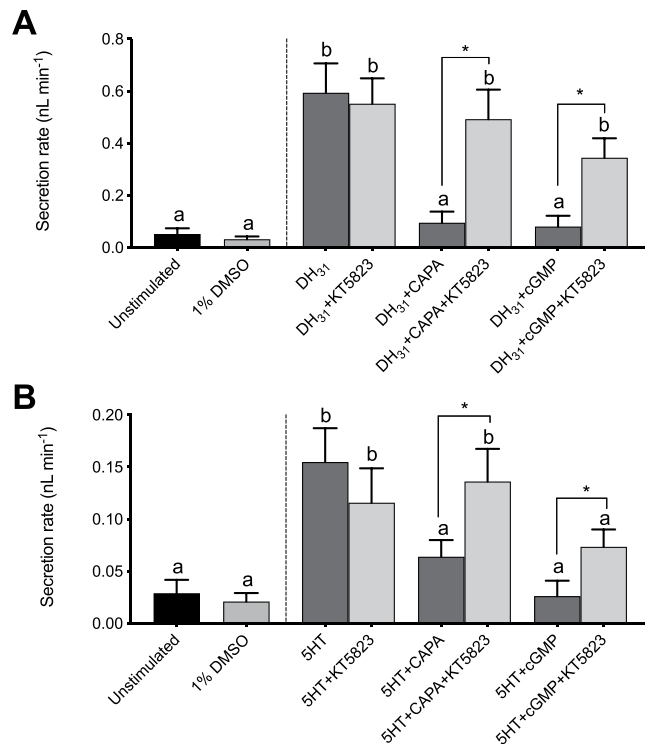 A
Secretion rate (nL min⁻¹)
0.8
0.6
0.4
0.2
0.0
a
a
b
b
a
b
*
a
b
*
Unstimulated
1% DMSO
DH₃₁
DH₃₁+KT5823
DH₃₁+CAPA
DH₃₁+CAPA+KT5823
DH₃₁+cGMP
DH₃₁+cGMP+KT5823
B
Secretion rate (nL min⁻¹)
0.20
0.15
0.10
0.05
0.00
a
a
b
b
a
b
*
a
a
*
Unstimulated
1% DMSO
5HT
5HT+KT5823
5HT+CAPA
5HT+CAPA+KT5823
5HT+cGMP
5HT+cGMP+KT5823